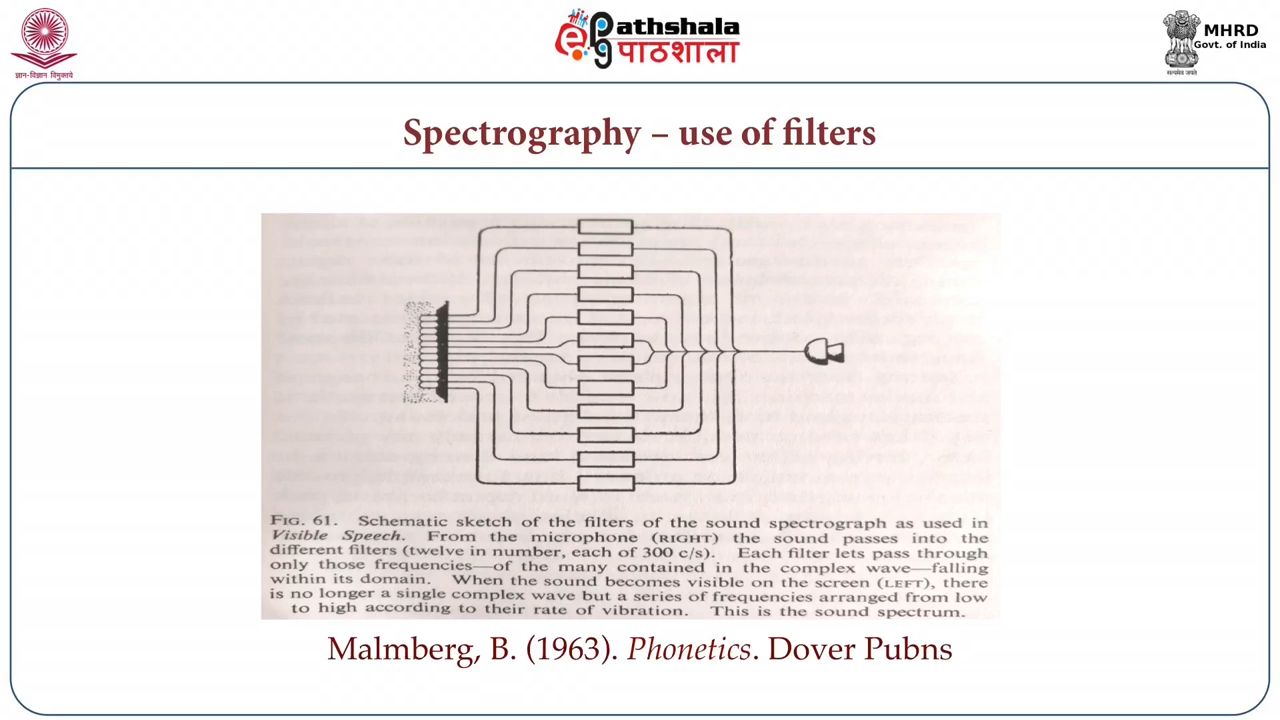 ज्ञान-विज्ञान विमुक्तये
ePathshala
पाठशाला
MHRD
Govt. of India
सत्यमेव जयते
Spectrography – use of filters
FIG. 61. Schematic sketch of the filters of the sound spectrograph as used in
Visible Speech. From the microphone (RIGHT) the sound passes into the
different filters (twelve in number, each of 300 c/s). Each filter lets pass through
only those frequencies—of the many contained in the complex wave—falling
within its domain. When the sound becomes visible on the screen (LEFT), there
is no longer a single complex wave but a series of frequencies arranged from low
to high according to their rate of vibration. This is the sound spectrum.
Malmberg, B. (1963). Phonetics. Dover Pubns